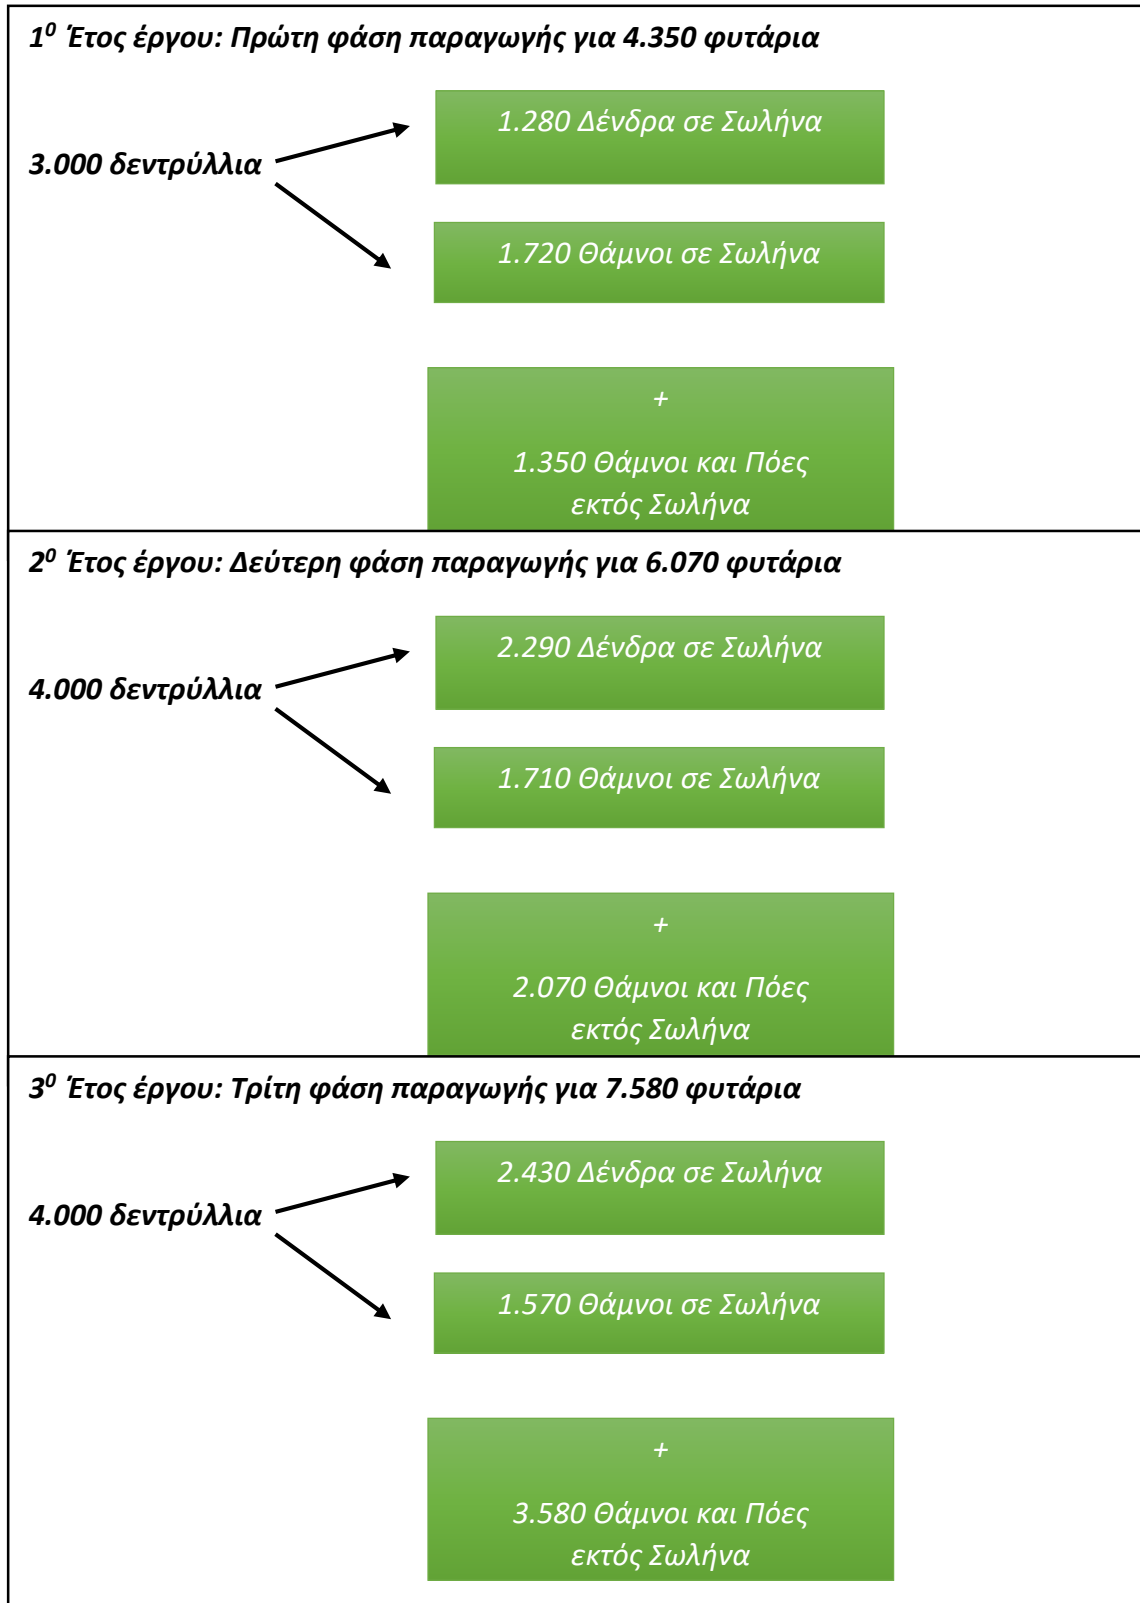 1⁰ Έτος έργου: Πρώτη φάση παραγωγής για 4.350 φυτάρια
1.280 Δένδρα σε Σωλήνα
3.000 δεντρύλλια
1.720 Θάμνοι σε Σωλήνα
+
1.350 Θάμνοι και Πόες
εκτός Σωλήνα
2⁰ Έτος έργου: Δεύτερη φάση παραγωγής για 6.070 φυτάρια
2.290 Δένδρα σε Σωλήνα
4.000 δεντρύλλια
1.710 Θάμνοι σε Σωλήνα
+
2.070 Θάμνοι και Πόες
εκτός Σωλήνα
3⁰ Έτος έργου: Τρίτη φάση παραγωγής για 7.580 φυτάρια
2.430 Δένδρα σε Σωλήνα
4.000 δεντρύλλια
1.570 Θάμνοι σε Σωλήνα
+
3.580 Θάμνοι και Πόες
εκτός Σωλήνα